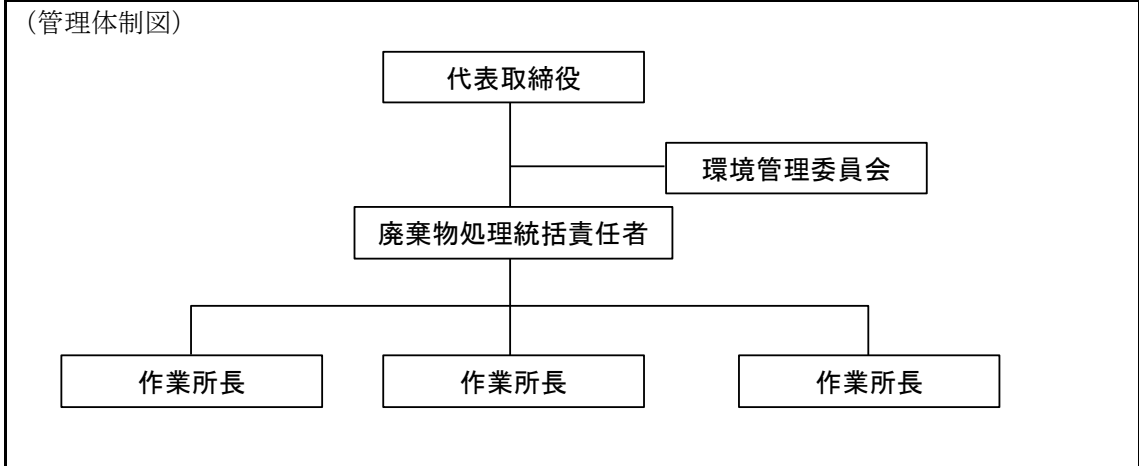 （管理体制図）
代表取締役
環境管理委員会
廃棄物処理統括責任者
作業所長
作業所長
作業所長